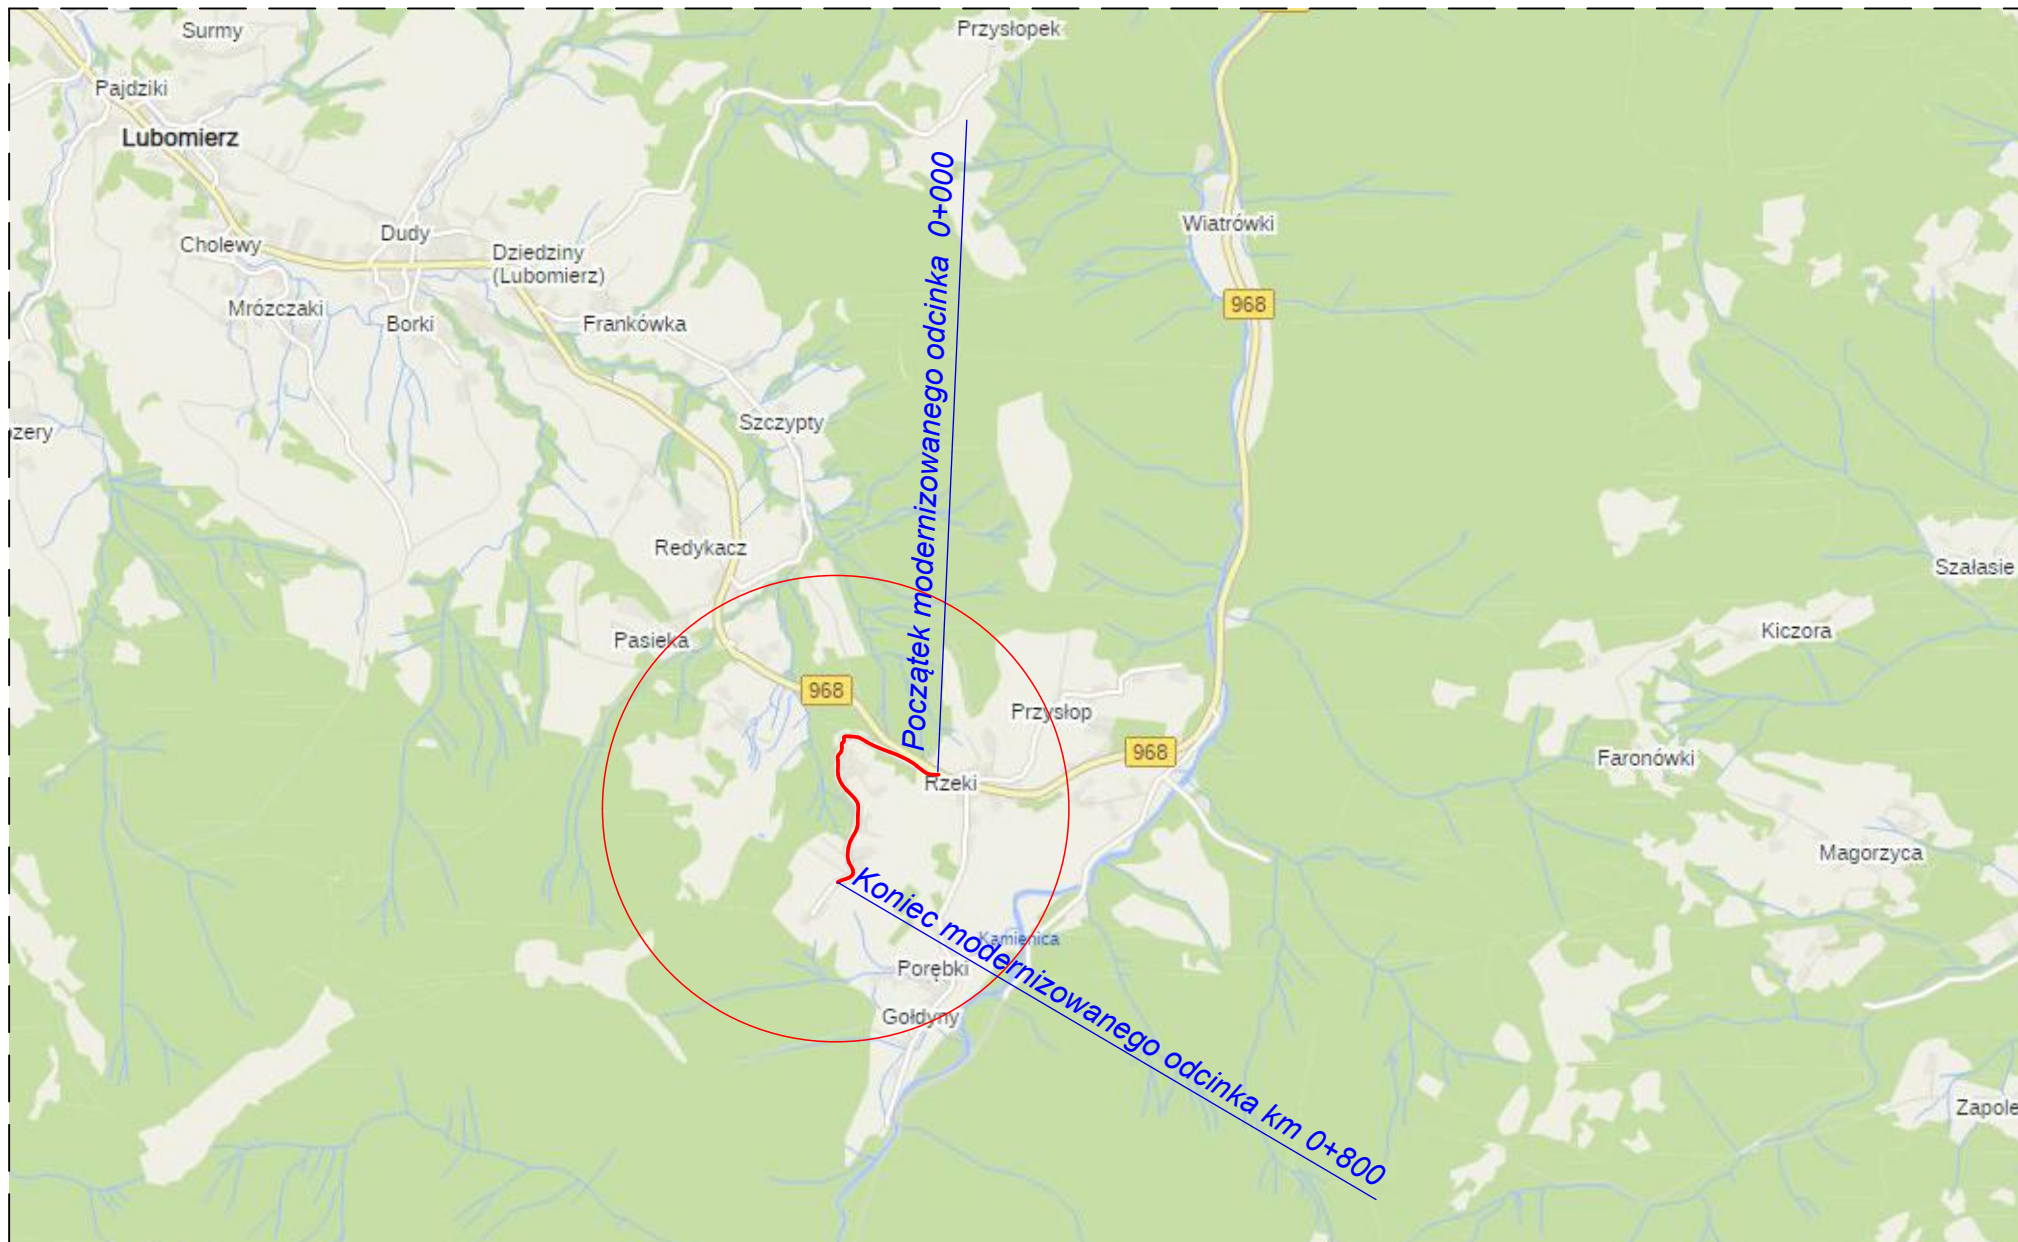 Surmy
Przysłopek
Pajdziki
Lubomierz
Początek modernizowanego odcinka 0+000
Wiatrówki
Cholewy
Dudy
Dziedziny
(Lubomierz)
968
Mrózczaki
Borki
Frankówka
Szczypty
zery
Redykacz
Szałasie
Pasieka
Kiczora
968
Przysłop
968
Faronówki
Rzeki
Magorzyca
Koniec modernizowanego odcinka km 0+800
Kamienica
Porębki
Gołdyny
Zapole